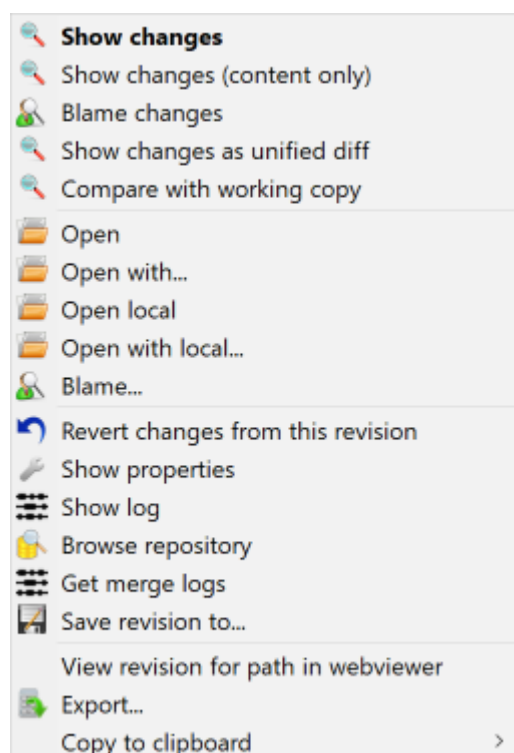 Show changes
Show changes (content only)
Blame changes
Show changes as unified diff
Compare with working copy
Open
Open with...
Open local
Open with local...
Blame...
Revert changes from this revision
Show properties
Show log
Browse repository
Get merge logs
Save revision to...
View revision for path in webviewer
Export...
Copy to clipboard